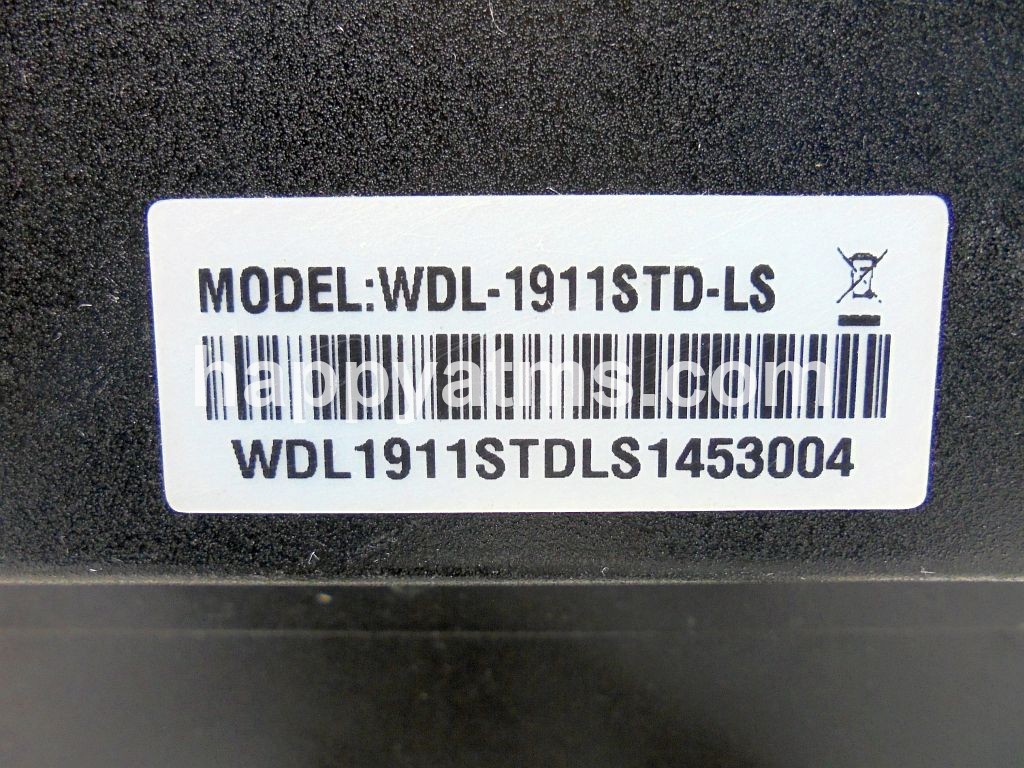 MODEL:WDL-1911STD-LS
happyatms.com
WDL1911STDLS1453004